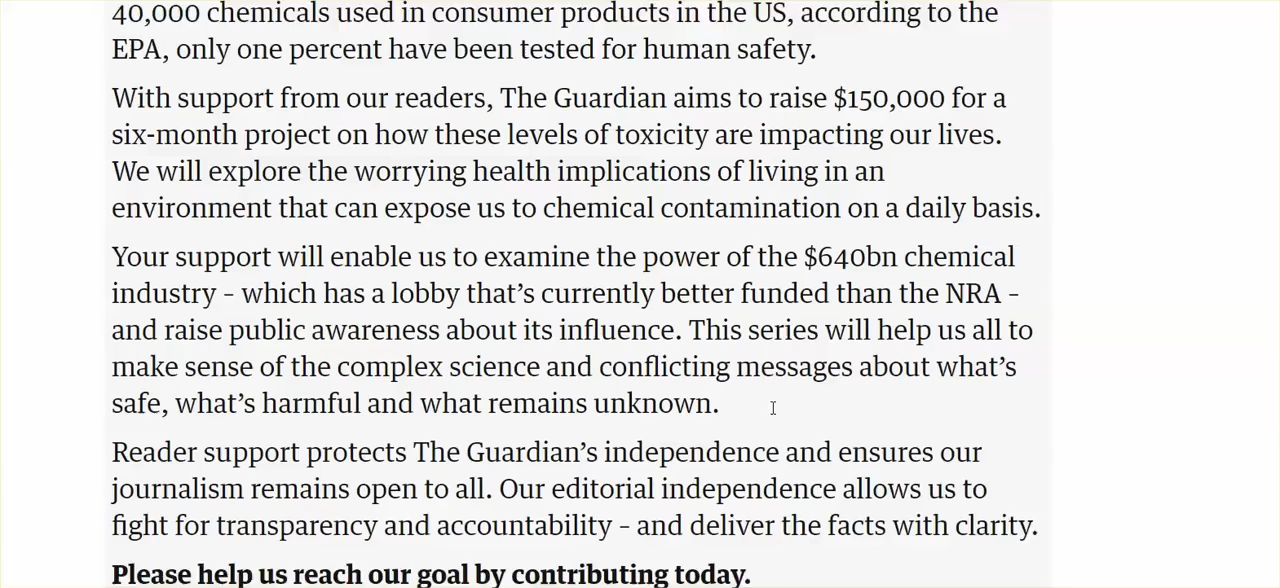 40,000 chemicals used in consumer products in the US, according to the
EPA, only one percent have been tested for human safety.
With support from our readers, The Guardian aims to raise $150,000 for a
six-month project on how these levels of toxicity are impacting our lives.
We will explore the worrying health implications of living in an
environment that can expose us to chemical contamination on a daily basis.
Your support will enable us to examine the power of the $640bn chemical
industry – which has a lobby that’s currently better funded than the NRA –
and raise public awareness about its influence. This series will help us all to
make sense of the complex science and conflicting messages about what’s
safe, what’s harmful and what remains unknown.
Reader support protects The Guardian’s independence and ensures our
journalism remains open to all. Our editorial independence allows us to
fight for transparency and accountability – and deliver the facts with clarity.
Please help us reach our goal by contributing today.